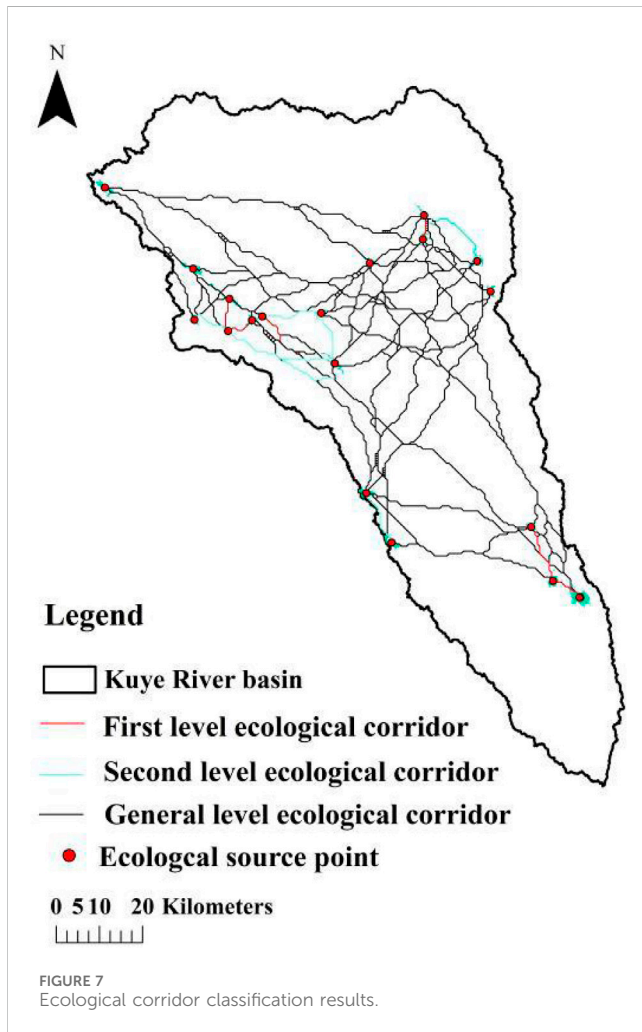 N
Legend
Kuye River basin
First level ecological corridor
Second level ecological corridor
General level ecological corridor
Ecologcal source point
0 5 10 20 Kilometers
FIGURE 7
Ecological corridor classification results.